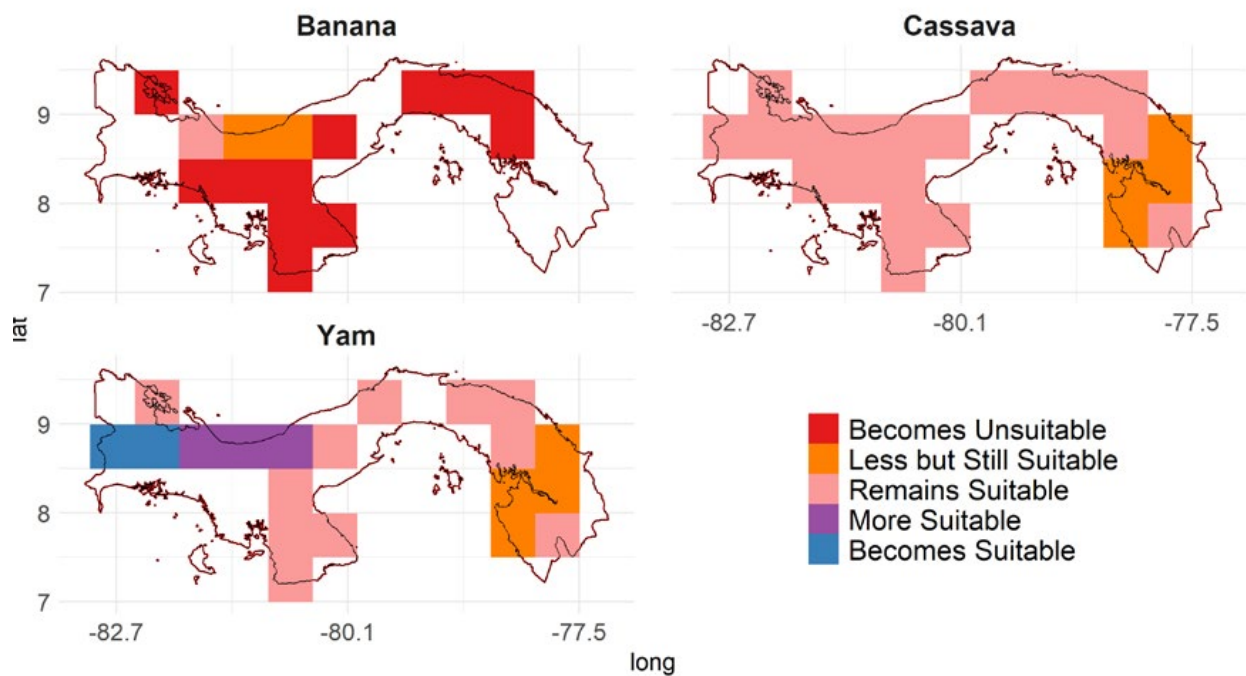 Banana
Cassava
9
8
7
-82.7
-80.1
-77.5
Yam
lat
9
8
7
-82.7
-80.1
-77.5
long
Becomes Unsuitable
Less but Still Suitable
Remains Suitable
More Suitable
Becomes Suitable